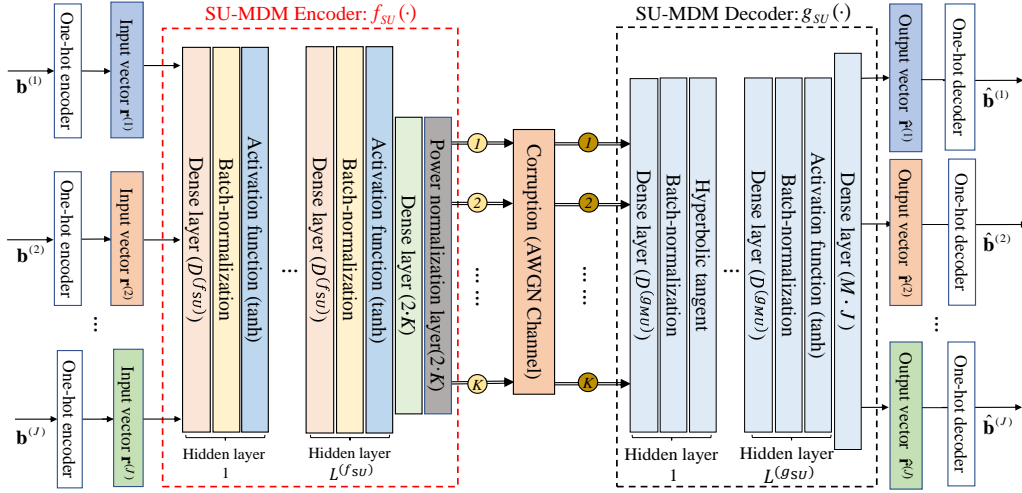 SU-MDM Encoder: f_SU(·)
SU-MDM Decoder: g_SU(·)
b^(1)
One-hot encoder
Input vector r^(1)
b^(2)
One-hot encoder
Input vector r^(2)
...
b^(J)
One-hot encoder
Input vector r^(J)
Dense layer (D^(f_SU))
Batch-normalization
Activation function (tanh)
Hidden layer
1
...
Dense layer (D^(f_SU))
Batch-normalization
Activation function (tanh)
Hidden layer
L^(f_SU)
Dense layer (2·K)
Power normalization layer(2·K)
1
2
... ...
K
Corruption (AWGN Channel)
1
2
... ...
K
Dense layer (D^(g_MU))
Batch-normalization
Hyperbolic tangent
Hidden layer
1
...
Dense layer (D^(g_MU))
Batch-normalization
Activation function (tanh)
Hidden layer
L^(g_SU)
Dense layer (M·J)
Output vector r̂^(1)
One-hot decoder
b̂^(1)
Output vector r̂^(2)
One-hot decoder
b̂^(2)
...
Output vector r̂^(J)
One-hot decoder
b̂^(J)